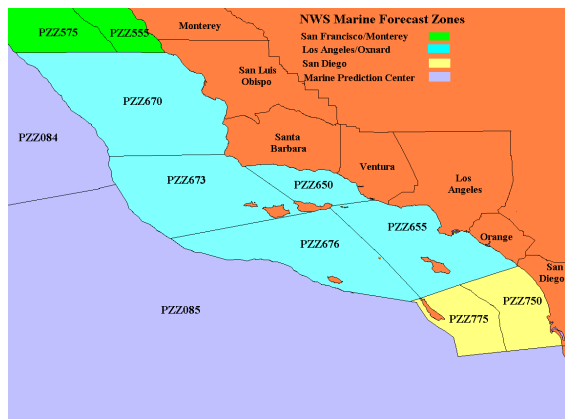 NWS Marine Forecast Zones
San Francisco/Monterey
Los Angeles/Oxnard
San Diego
Marine Prediction Center
PZZ575
PZZ555
Monterey
San Luis
Obispo
PZZ670
PZZ084
Santa
Barbara
Ventura
Los
Angeles
PZZ673
PZZ650
PZZ655
Orange
PZZ676
San
Diego
PZZ085
PZZ775
PZZ750